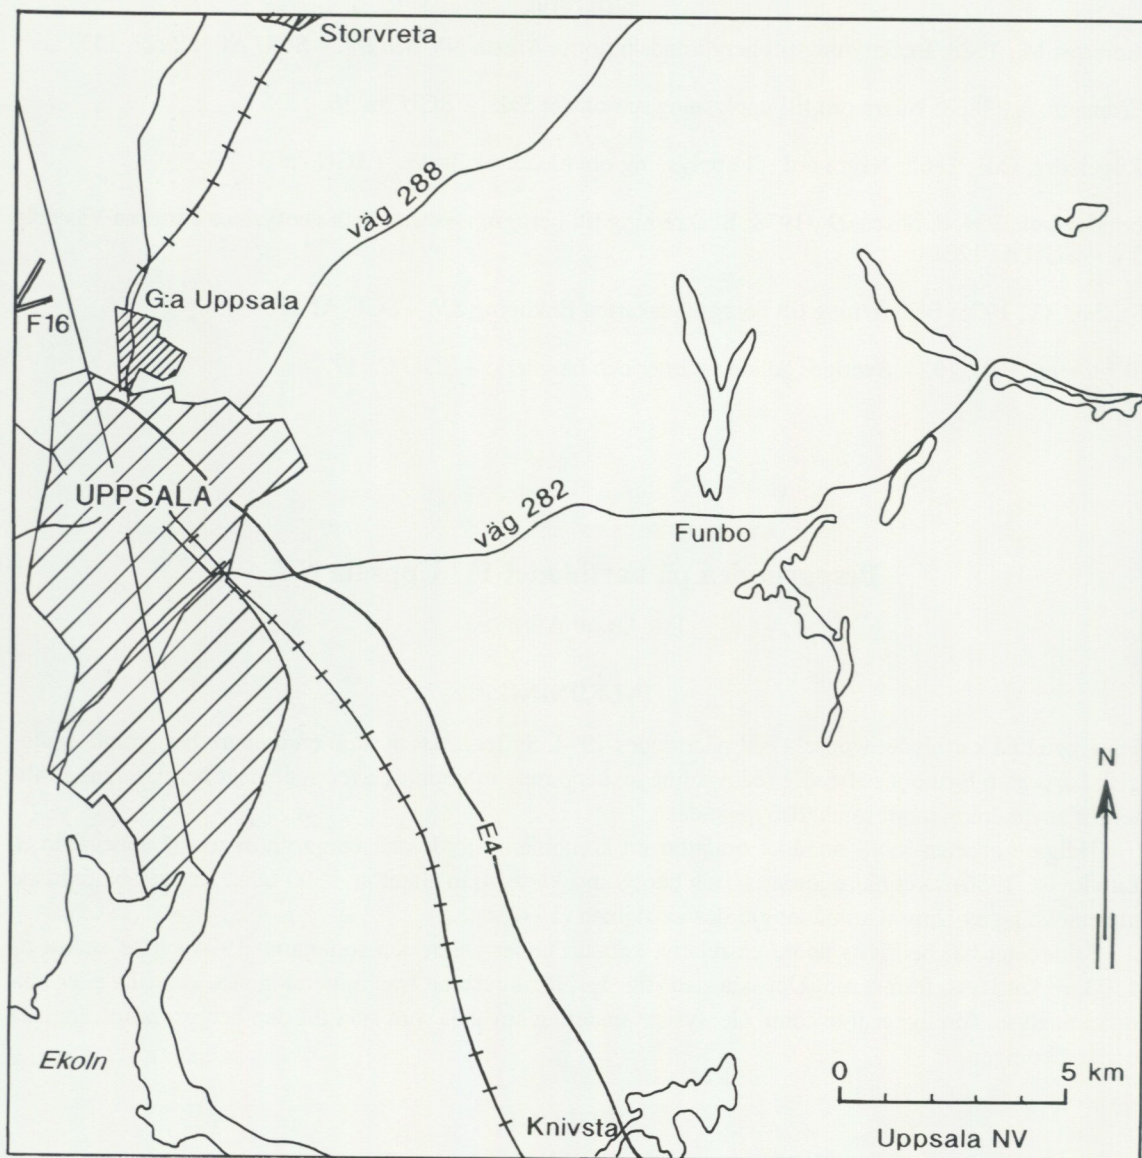 Storvreta
väg 288
G:a Uppsala
F16
UPPSALA
väg 282
Funbo
N
E4
Ekoln
0 5 km
Knivsta
Uppsala NV